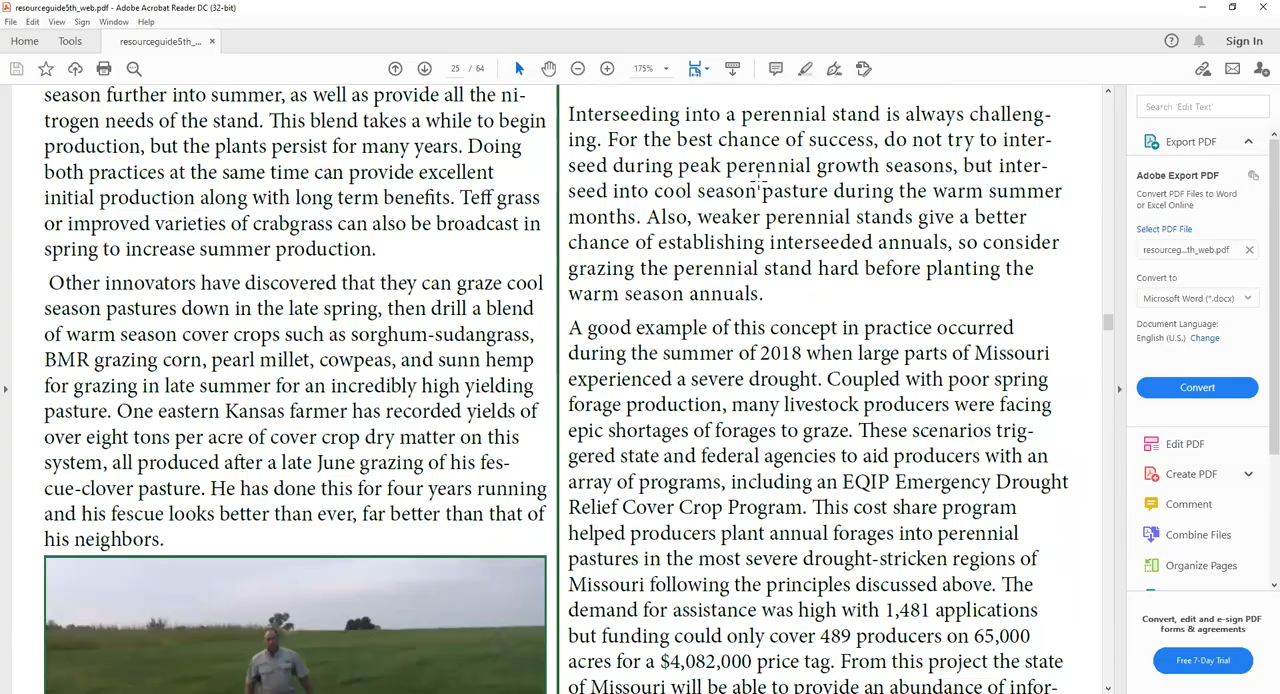 resourceguide5th_web.pdf - Adobe Acrobat Reader DC (32-bit)
File Edit View Sign Window Help
Home Tools resourceguide5th_... × Sign In
25 / 64 175%
season further into summer, as well as provide all the ni-
trogen needs of the stand. This blend takes a while to begin
production, but the plants persist for many years. Doing
both practices at the same time can provide excellent
initial production along with long term benefits. Teff grass
or improved varieties of crabgrass can also be broadcast in
spring to increase summer production.
Other innovators have discovered that they can graze cool
season pastures down in the late spring, then drill a blend
of warm season cover crops such as sorghum-sudangrass,
BMR grazing corn, pearl millet, cowpeas, and sunn hemp
for grazing in late summer for an incredibly high yielding
pasture. One eastern Kansas farmer has recorded yields of
over eight tons per acre of cover crop dry matter on this
system, all produced after a late June grazing of his fes-
cue-clover pasture. He has done this for four years running
and his fescue looks better than ever, far better than that of
his neighbors.
Interseeding into a perennial stand is always challeng-
ing. For the best chance of success, do not try to inter-
seed during peak perennial growth seasons, but inter-
seed into cool season pasture during the warm summer
months. Also, weaker perennial stands give a better
chance of establishing interseeded annuals, so consider
grazing the perennial stand hard before planting the
warm season annuals.
A good example of this concept in practice occurred
during the summer of 2018 when large parts of Missouri
experienced a severe drought. Coupled with poor spring
forage production, many livestock producers were facing
epic shortages of forages to graze. These scenarios trig-
gered state and federal agencies to aid producers with an
array of programs, including an EQIP Emergency Drought
Relief Cover Crop Program. This cost share program
helped producers plant annual forages into perennial
pastures in the most severe drought-stricken regions of
Missouri following the principles discussed above. The
demand for assistance was high with 1,481 applications
but funding could only cover 489 producers on 65,000
acres for a $4,082,000 price tag. From this project the state
of Missouri will be able to provide an abundance of infor-
Search 'Edit Text'
Export PDF
Adobe Export PDF
Convert PDF Files to Word
or Excel Online
Select PDF File
resourceg...th_web.pdf
Convert to
Microsoft Word (*.docx)
Document Language:
English (U.S.) Change
Convert
Edit PDF
Create PDF
Comment
Combine Files
Organize Pages
Convert, edit and e-sign PDF
forms & agreements
Free 7-Day Trial